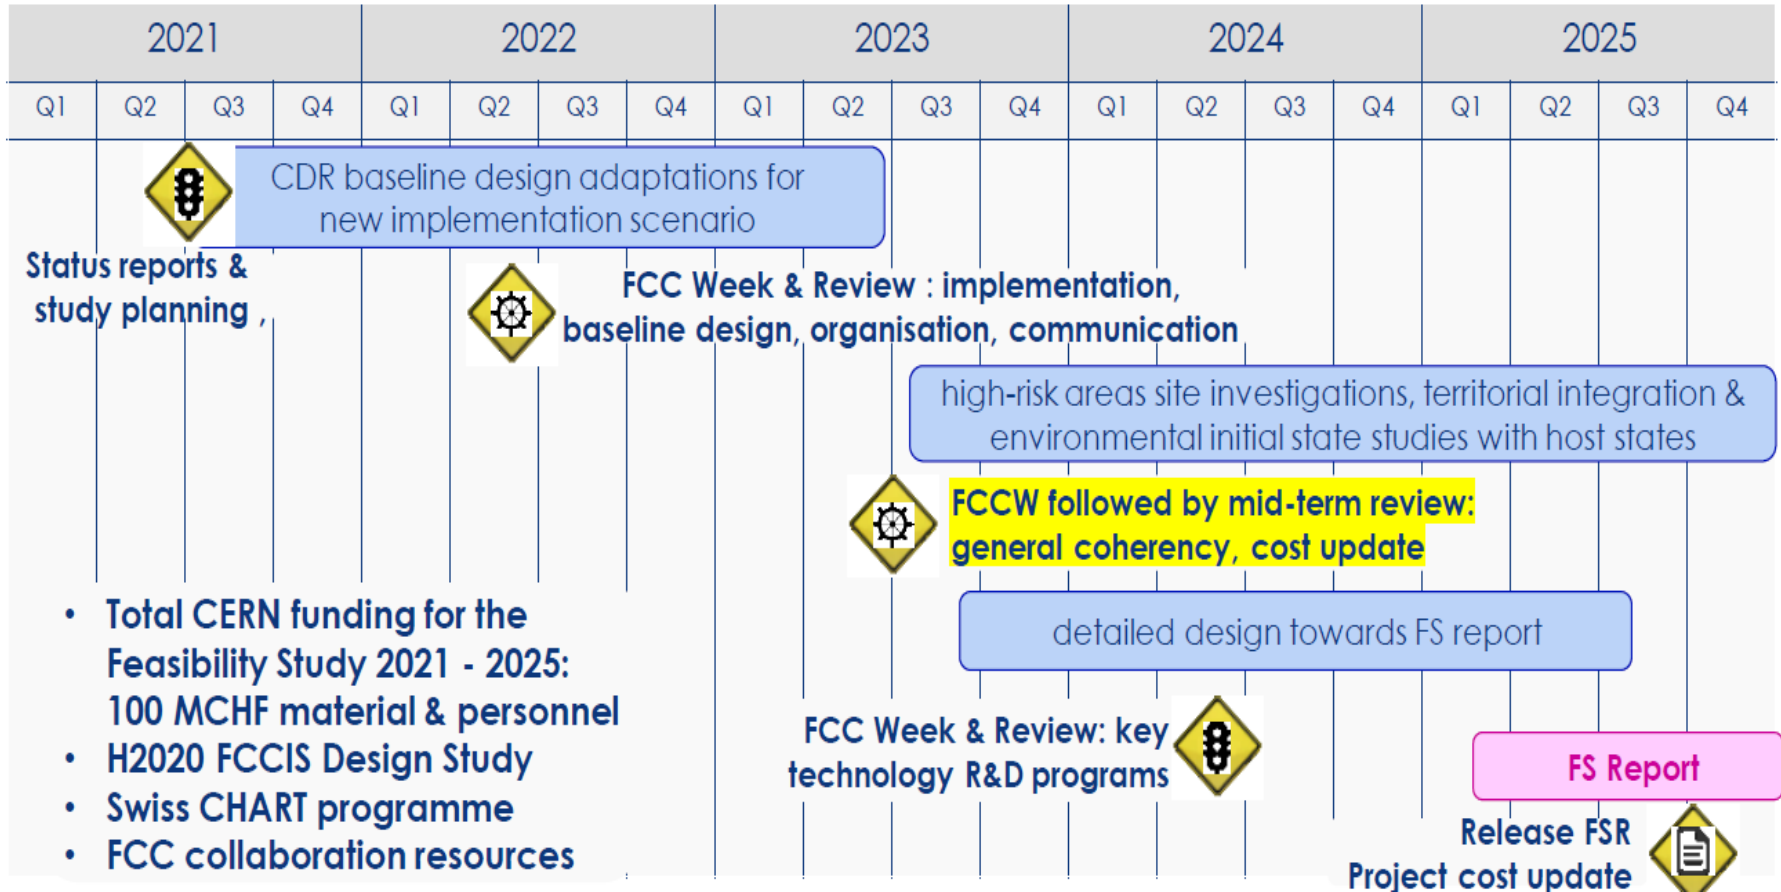 2021 2022 2023 2024 2025
Q1 Q2 Q3 Q4 Q1 Q2 Q3 Q4 Q1 Q2 Q3 Q4 Q1 Q2 Q3 Q4 Q1 Q2 Q3 Q4
CDR baseline design adaptations for
new implementation scenario
Status reports &
study planning ,
FCC Week & Review : implementation,
baseline design, organisation, communication
high-risk areas site investigations, territorial integration &
environmental initial state studies with host states
FCCW followed by mid-term review:
general coherency, cost update
detailed design towards FS report
• Total CERN funding for the
Feasibility Study 2021 - 2025:
100 MCHF material & personnel
• H2020 FCCIS Design Study
• Swiss CHART programme
• FCC collaboration resources
FCC Week & Review: key
technology R&D programs
FS Report
Release FSR
Project cost update